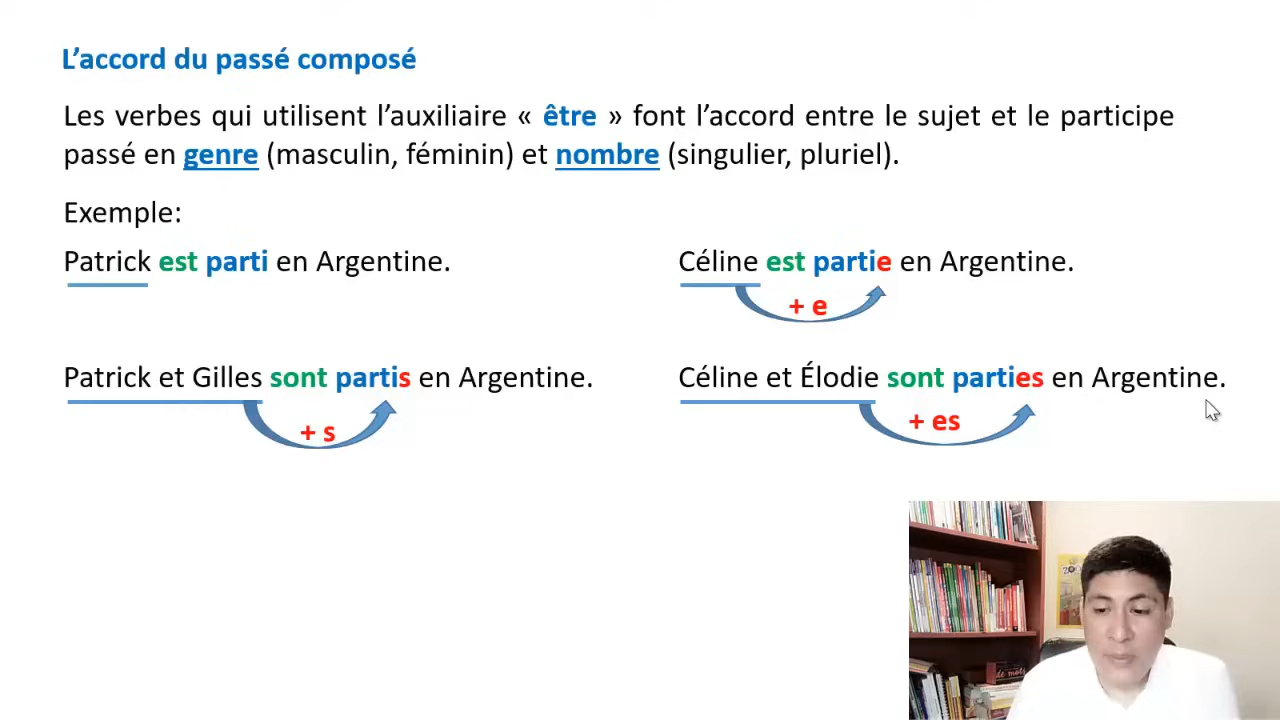 L’accord du passé composé
Les verbes qui utilisent l’auxiliaire « être » font l’accord entre le sujet et le participe
passé en genre (masculin, féminin) et nombre (singulier, pluriel).
Exemple:
Patrick est parti en Argentine.
Céline est partie en Argentine.
+ e
Patrick et Gilles sont partis en Argentine.
Céline et Élodie sont parties en Argentine.
+ s
+ es
de mots